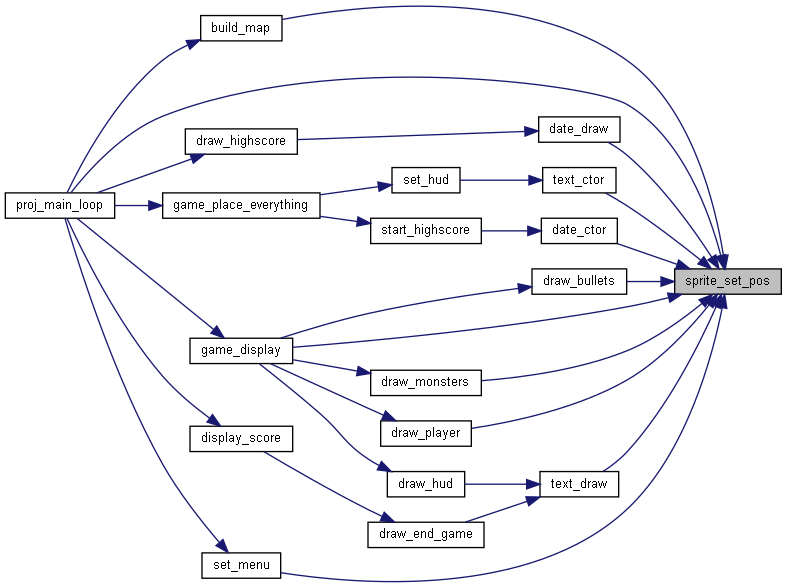 build_map
date_draw
draw_highscore
set_hud
text_ctor
proj_main_loop
game_place_everything
start_highscore
date_ctor
draw_bullets
sprite_set_pos
game_display
draw_monsters
draw_player
display_score
draw_hud
text_draw
draw_end_game
set_menu